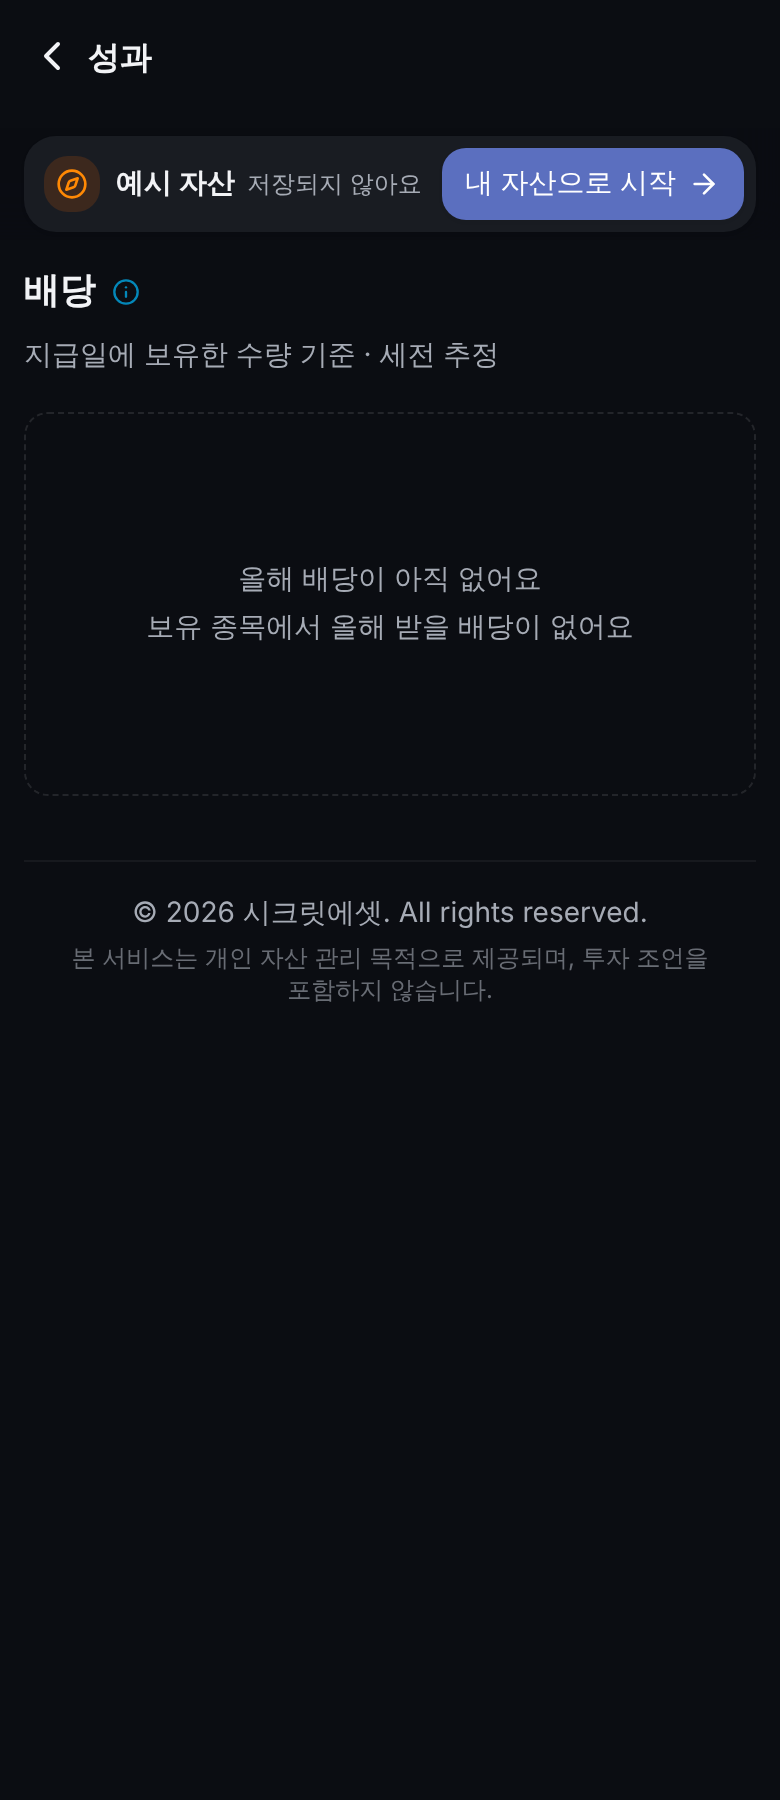 성과
예시 자산 저장되지 않아요 내 자산으로 시작
배당
지급일에 보유한 수량 기준 · 세전 추정
올해 배당이 아직 없어요
보유 종목에서 올해 받을 배당이 없어요
© 2026 시크릿에셋. All rights reserved.
본 서비스는 개인 자산 관리 목적으로 제공되며, 투자 조언을
포함하지 않습니다.